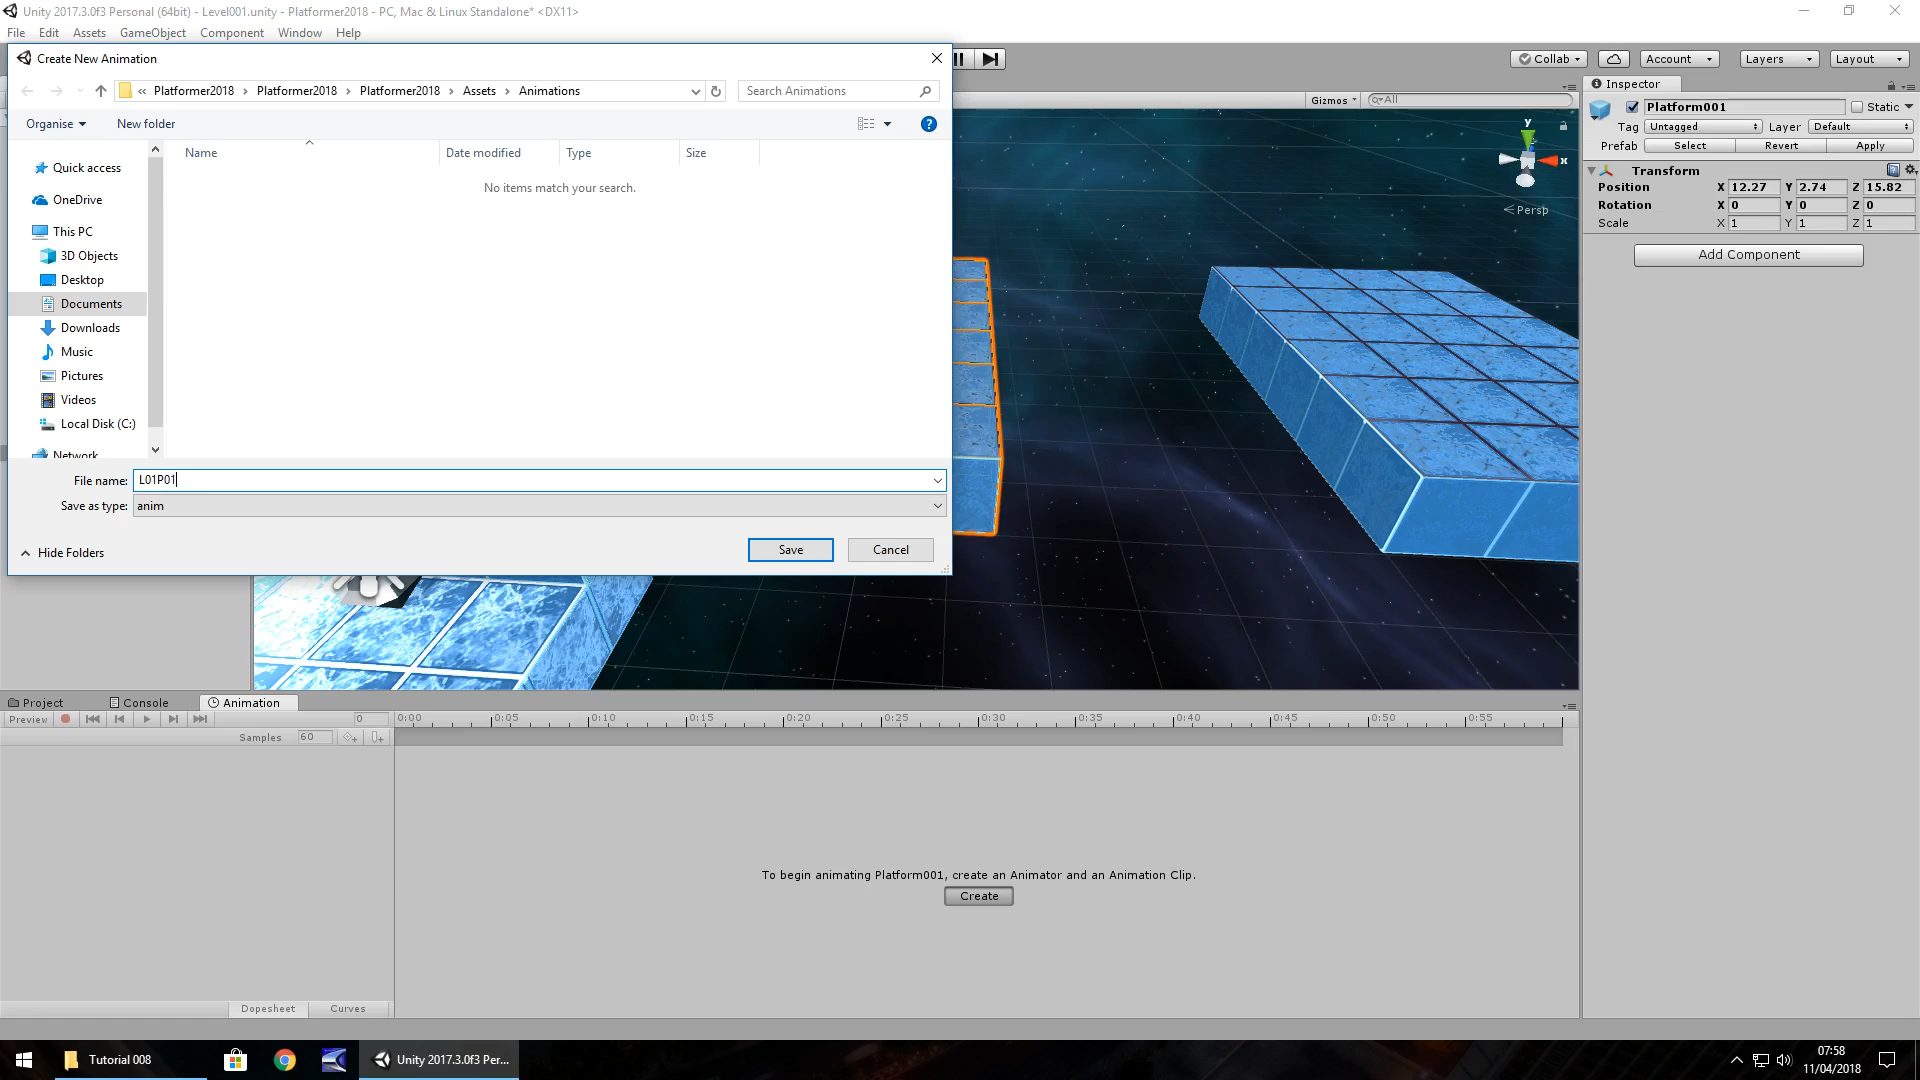 Unity 2017.3.0f3 Personal (64bit) - Level001.unity - Platformer2018 - PC, Mac & Linux Standalone* <DX11>
File Edit Assets GameObject Component Window Help
Create New Animation
« Platformer2018 › Platformer2018 › Platformer2018 › Assets › Animations
Search Animations
Organise New folder
Name Date modified Type Size
No items match your search.
Quick access
OneDrive
This PC
3D Objects
Desktop
Documents
Downloads
Music
Pictures
Videos
Local Disk (C:)
Network
File name: L01P01
Save as type: anim
Hide Folders
Save Cancel
Collab Account Layers Layout
Gizmos All
y
x
Persp
Inspector
Platform001 Static
Tag Untagged Layer Default
Prefab Select Revert Apply
Transform
Position X 12.27 Y 2.74 Z 15.82
Rotation X 0 Y 0 Z 0
Scale X 1 Y 1 Z 1
Add Component
Project Console Animation
Preview 0 0:00 0:05 0:10 0:15 0:20 0:25 0:30 0:35 0:40 0:45 0:50 0:55
Samples 60
To begin animating Platform001, create an Animator and an Animation Clip.
Create
Dopesheet Curves
Tutorial 008
Unity 2017.3.0f3 Per...
07:58
11/04/2018